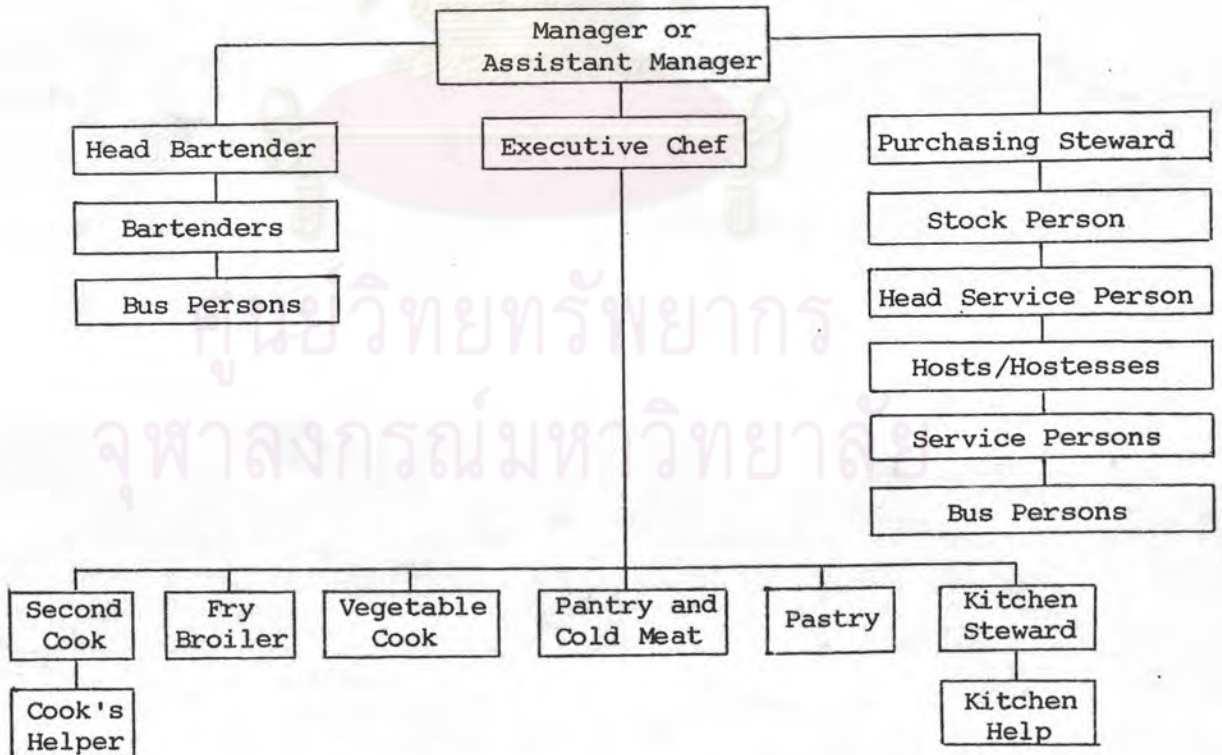 Manager or
Assistant Manager
Head Bartender
Executive Chef
Purchasing Steward
Bartenders
Stock Person
Bus Persons
Head Service Person
Hosts/Hostesses
Service Persons
Bus Persons
ศูนย์วิทยทรัพยากร
จุฬาลงกรณ์มหาวิทยาลัย
Second
Cook
Fry
Broiler
Vegetable
Cook
Pantry and
Cold Meat
Pastry
Kitchen
Steward
Cook's
Helper
Kitchen
Help